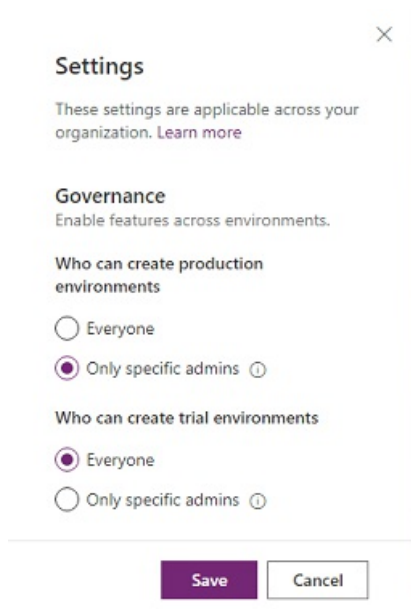 Settings
These settings are applicable across your
organization. Learn more
Governance
Enable features across environments.
Who can create production
environments
Everyone
Only specific admins
Who can create trial environments
Everyone
Only specific admins
Save
Cancel